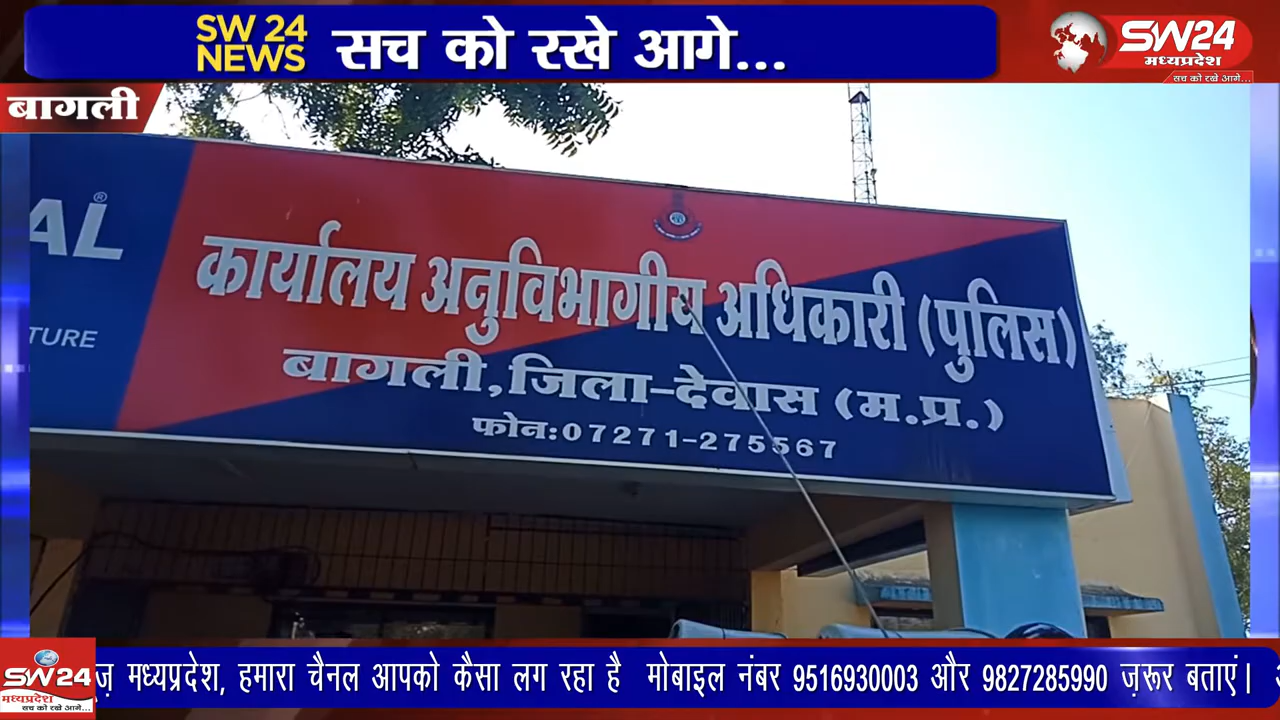 SW 24 NEWS सच को रखे आगे...
SW24
मध्यप्रदेश
सच को रखे आगे...
बागली
AL®
TURE
कार्यालय अनुविभागीय अधिकारी (पुलिस)
बागली, जिला-देवास (म.प्र.)
फोन:07271-275567
SW24
मध्यप्रदेश
सच को रखे आगे...
मध्यप्रदेश, हमारा चैनल आपको कैसा लग रहा है मोबाइल नंबर 9516930003 और 9827285990 ज़रूर बताएं।